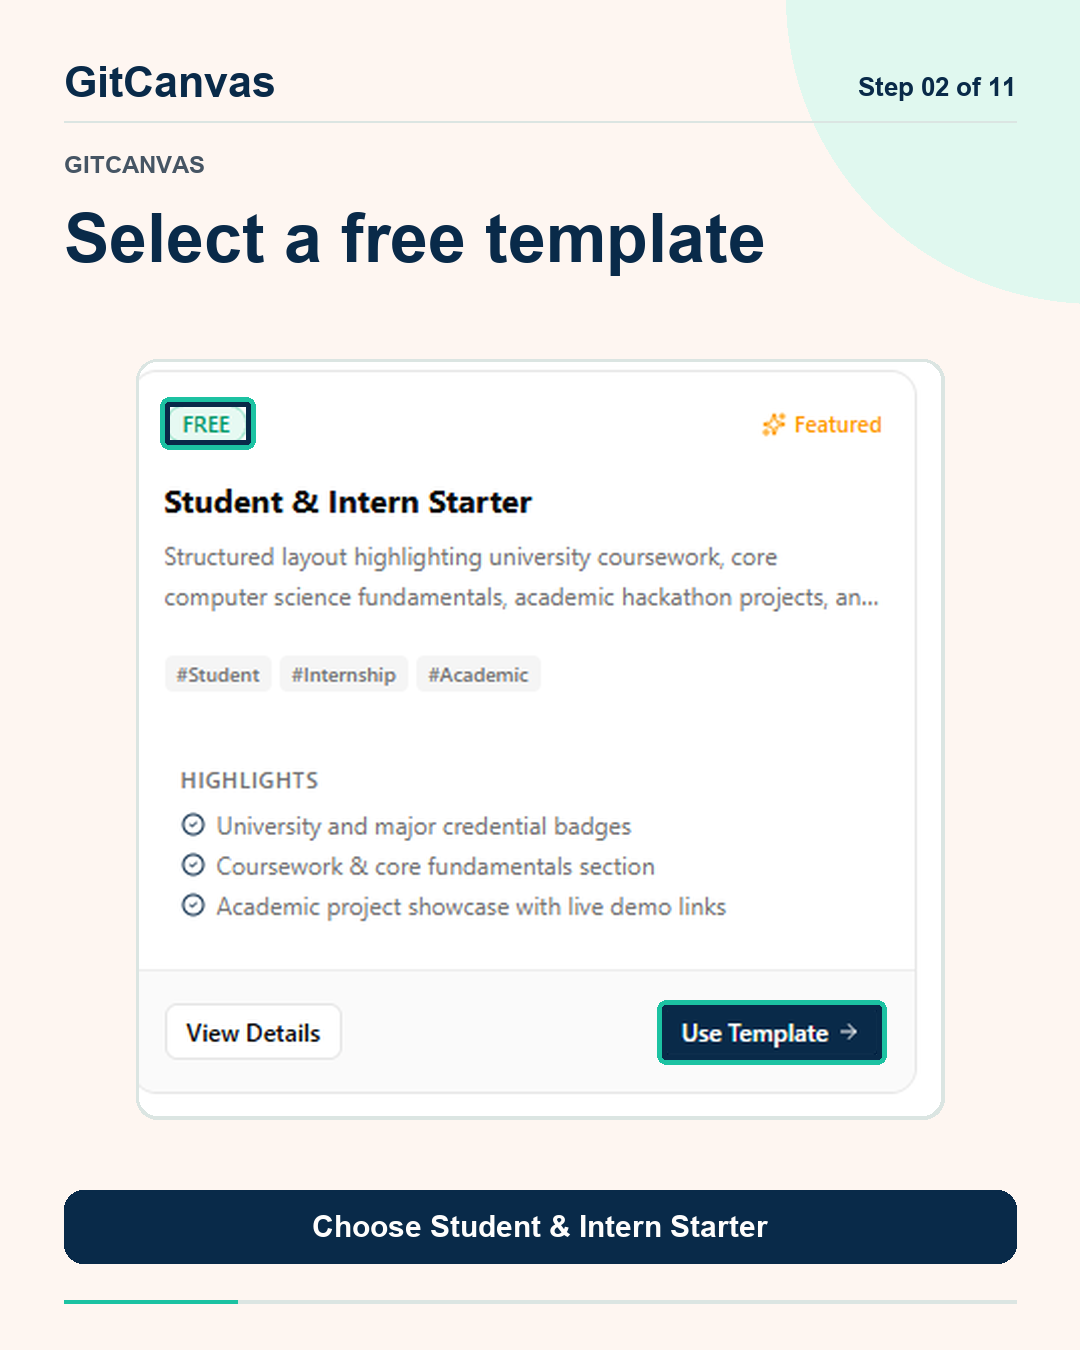 GitCanvas
Step 02 of 11
GITCANVAS
Select a free template
FREE
Featured
Student & Intern Starter
Structured layout highlighting university coursework, core
computer science fundamentals, academic hackathon projects, an...
#Student #Internship #Academic
HIGHLIGHTS
University and major credential badges
Coursework & core fundamentals section
Academic project showcase with live demo links
View Details
Use Template →
Choose Student & Intern Starter